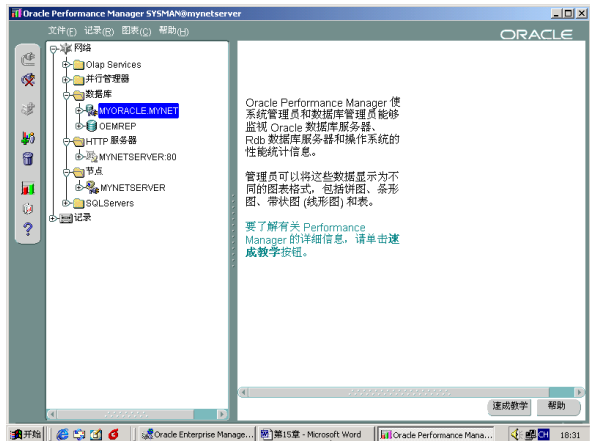 Oracle Performance Manager SYSMAN@mynetserver
文件(F) 记录(R) 图表(C) 帮助(H)
ORACLE
网络
Olap Services
并行管理器
数据库
MYORACLE.MYNET
OEMREP
HTTP 服务器
MYNETSERVER:80
节点
MYNETSERVER
SQLServers
记录
Oracle Performance Manager 使
系统管理员和数据库管理员能够
监视 Oracle 数据库服务器、
Rdb 数据库服务器和操作系统的
性能统计信息。
管理员可以将这些数据显示为不
同的图表格式，包括饼图、条形
图、带状图 (线形图) 和表。
要了解有关 Performance
Manager 的详细信息，请单击速
成教学按钮。
速成教学 帮助
开始 Oracle Enterprise Manage... 第15章 - Microsoft Word Oracle Performance Mana... CH 18:31